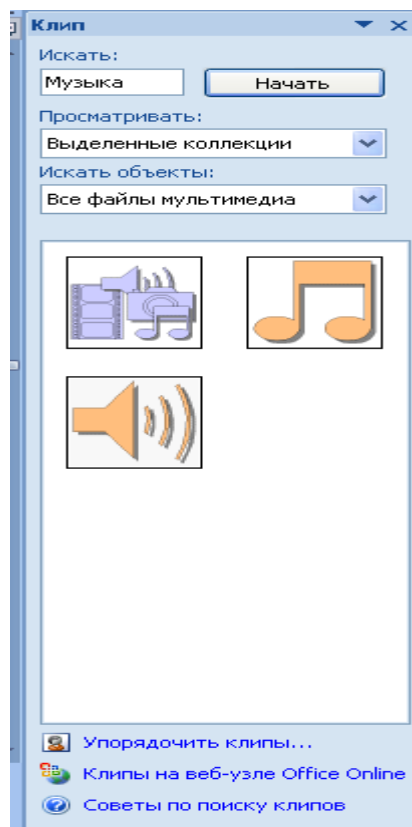 Клип
Искать:
Музыка
Начать
Просматривать:
Выделенные коллекции
Искать объекты:
Все файлы мультимедиа
Упорядочить клипы...
Клипы на веб-узле Office Online
Советы по поиску клипов